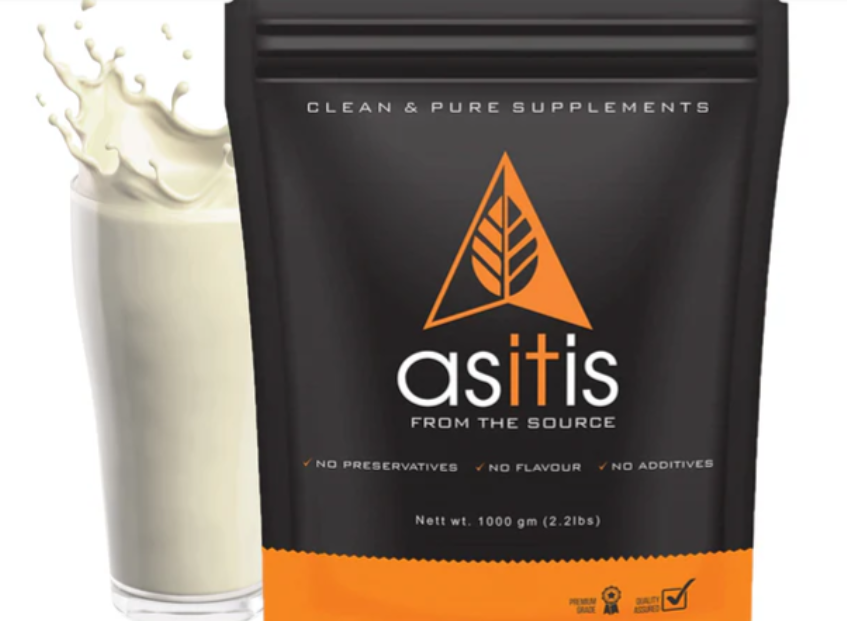 CLEAN & PURE SUPPLEMENTS
asitis
FROM THE SOURCE
✓NO PRESERVATIVES ✓NO FLAVOUR ✓NO ADDITIVES
Nett wt. 1000 gm (2.2lbs)
PREMIUM GRADE
QUALITY ASSURED